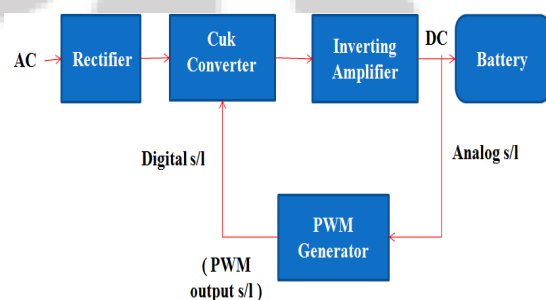 AC
Rectifier
Cuk
Converter
Inverting
Amplifier
DC
Battery
Digital s/l
Analog s/l
PWM
Generator
( PWM
output s/l )